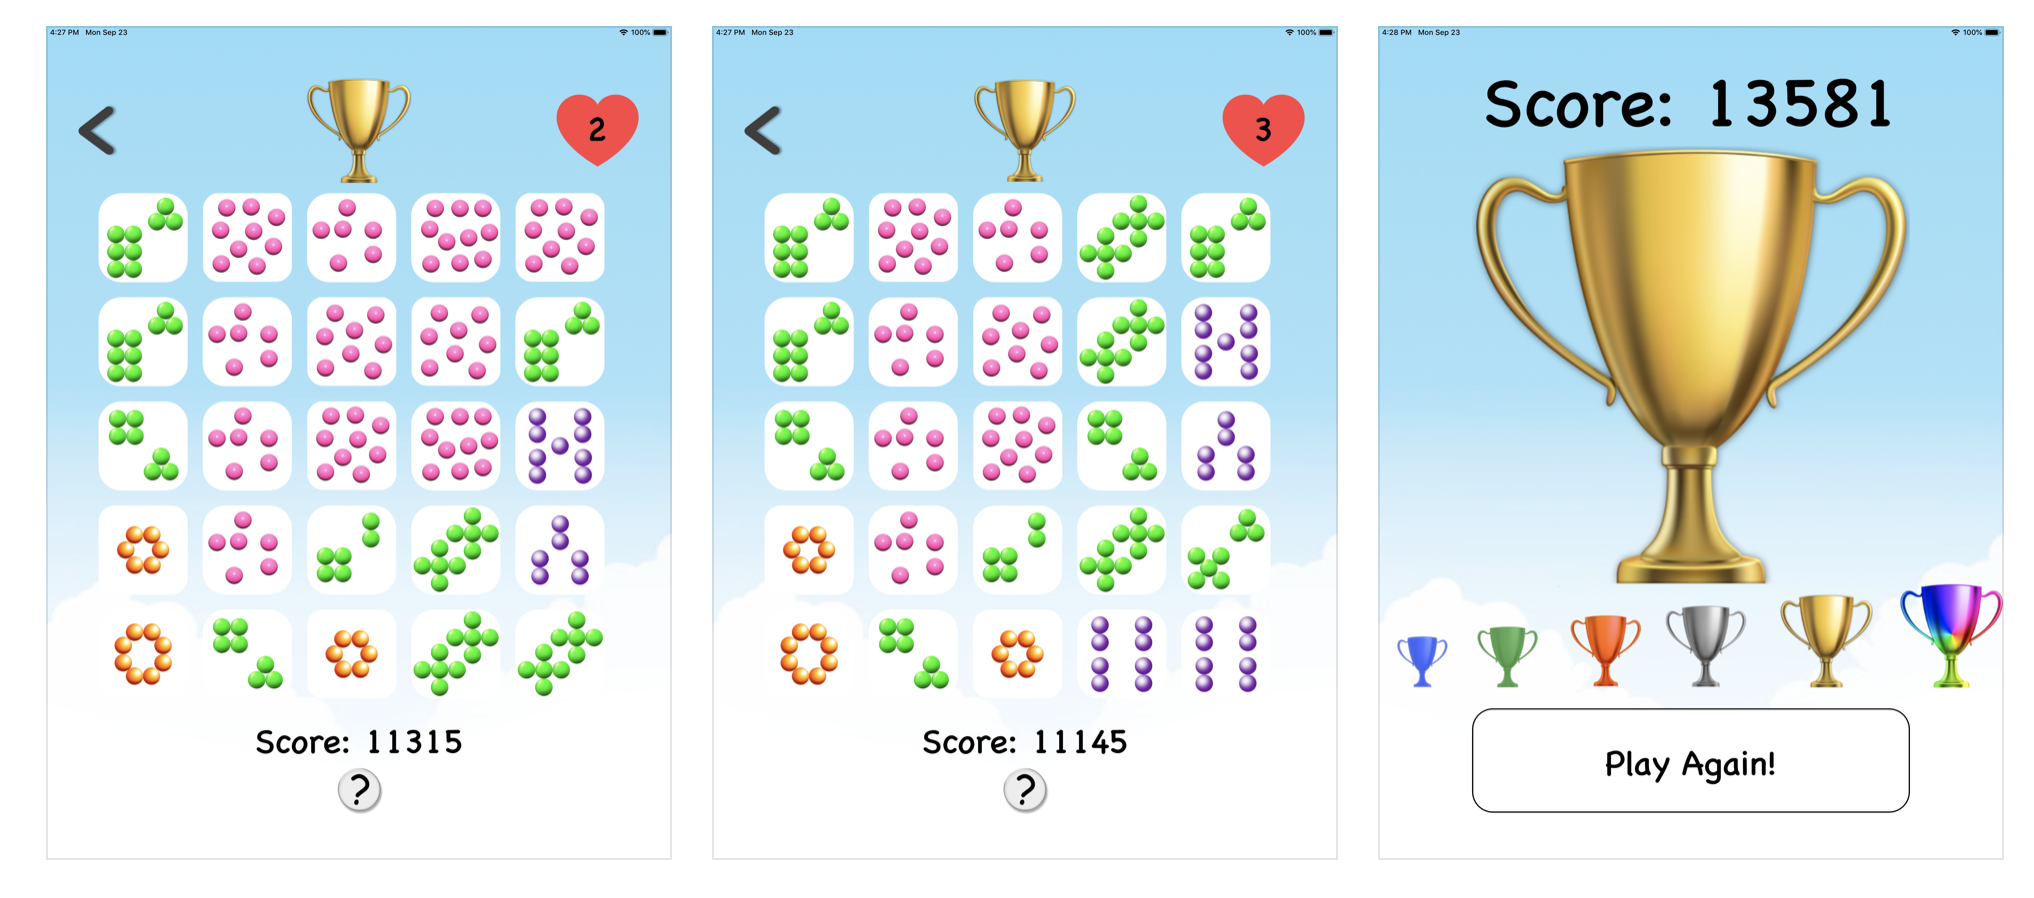 4:27 PM Mon Sep 23 100%
2
Score: 11315
?
4:27 PM Mon Sep 23 100%
3
Score: 11145
?
4:28 PM Mon Sep 23 100%
Score: 13581
Play Again!